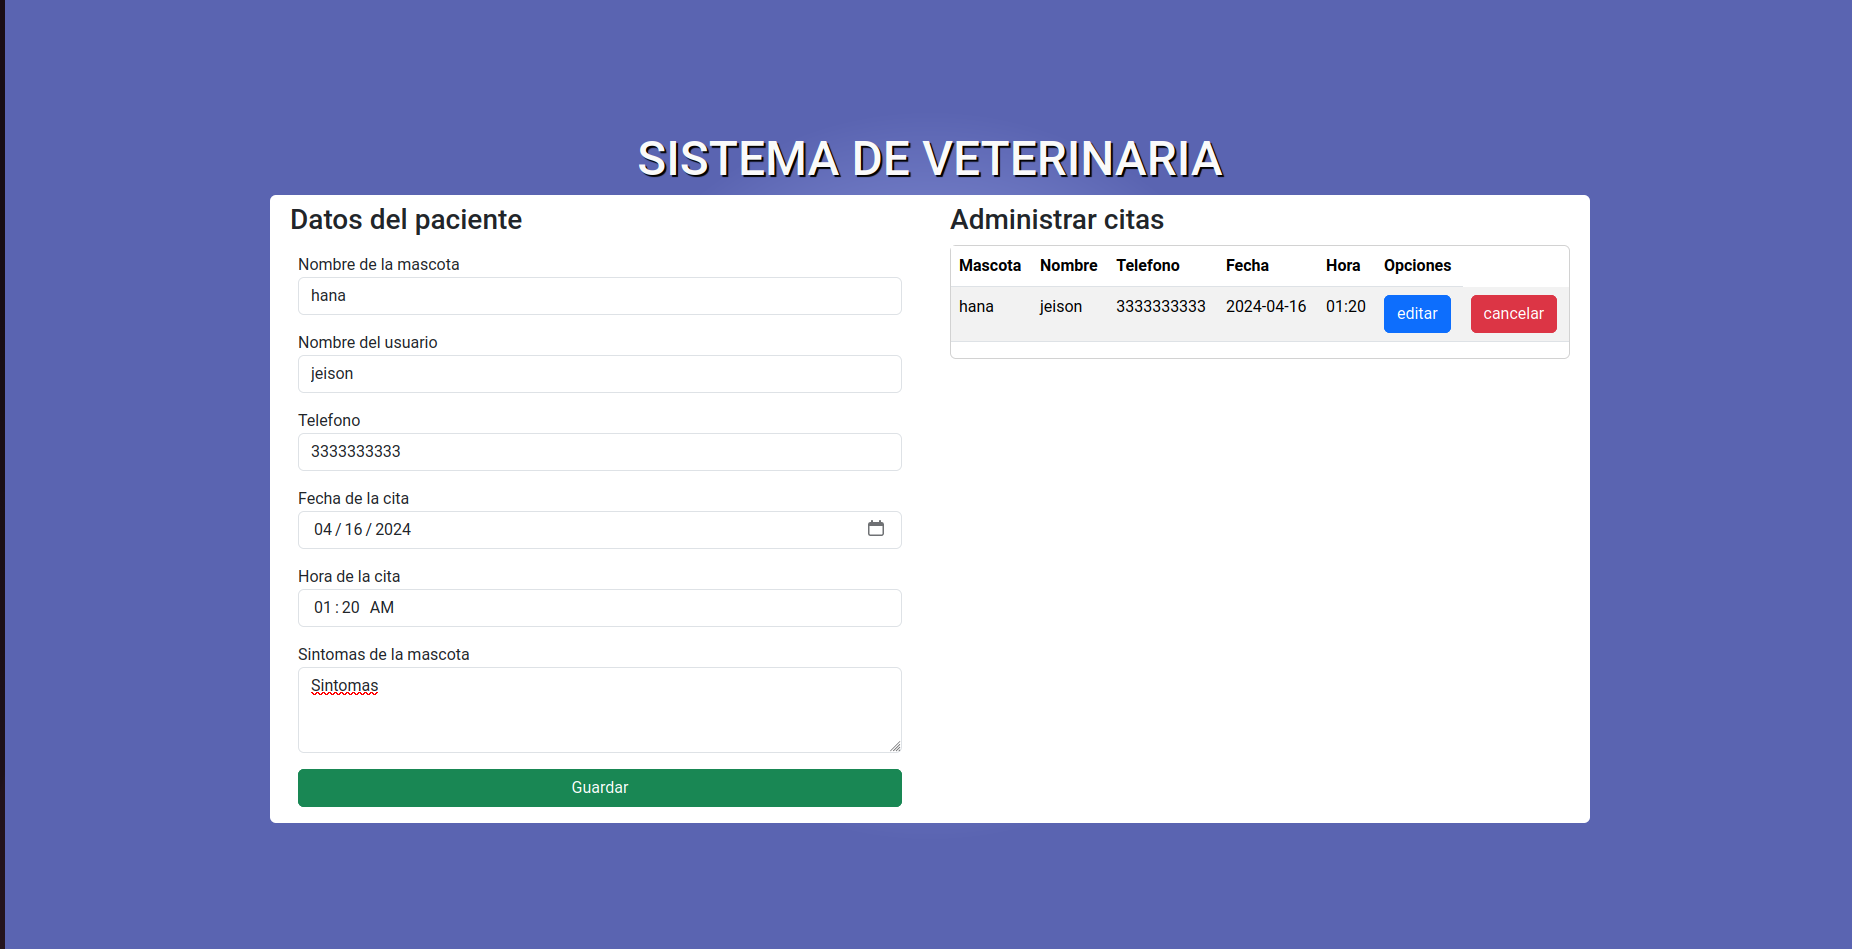 SISTEMA DE VETERINARIA
Datos del paciente
Nombre de la mascota
hana
Nombre del usuario
jeison
Telefono
3333333333
Fecha de la cita
04/16/2024
Hora de la cita
01:20 AM
Sintomas de la mascota
Sintomas
Guardar
Administrar citas
Mascota Nombre Telefono Fecha Hora Opciones
hana jeison 3333333333 2024-04-16 01:20 editar cancelar